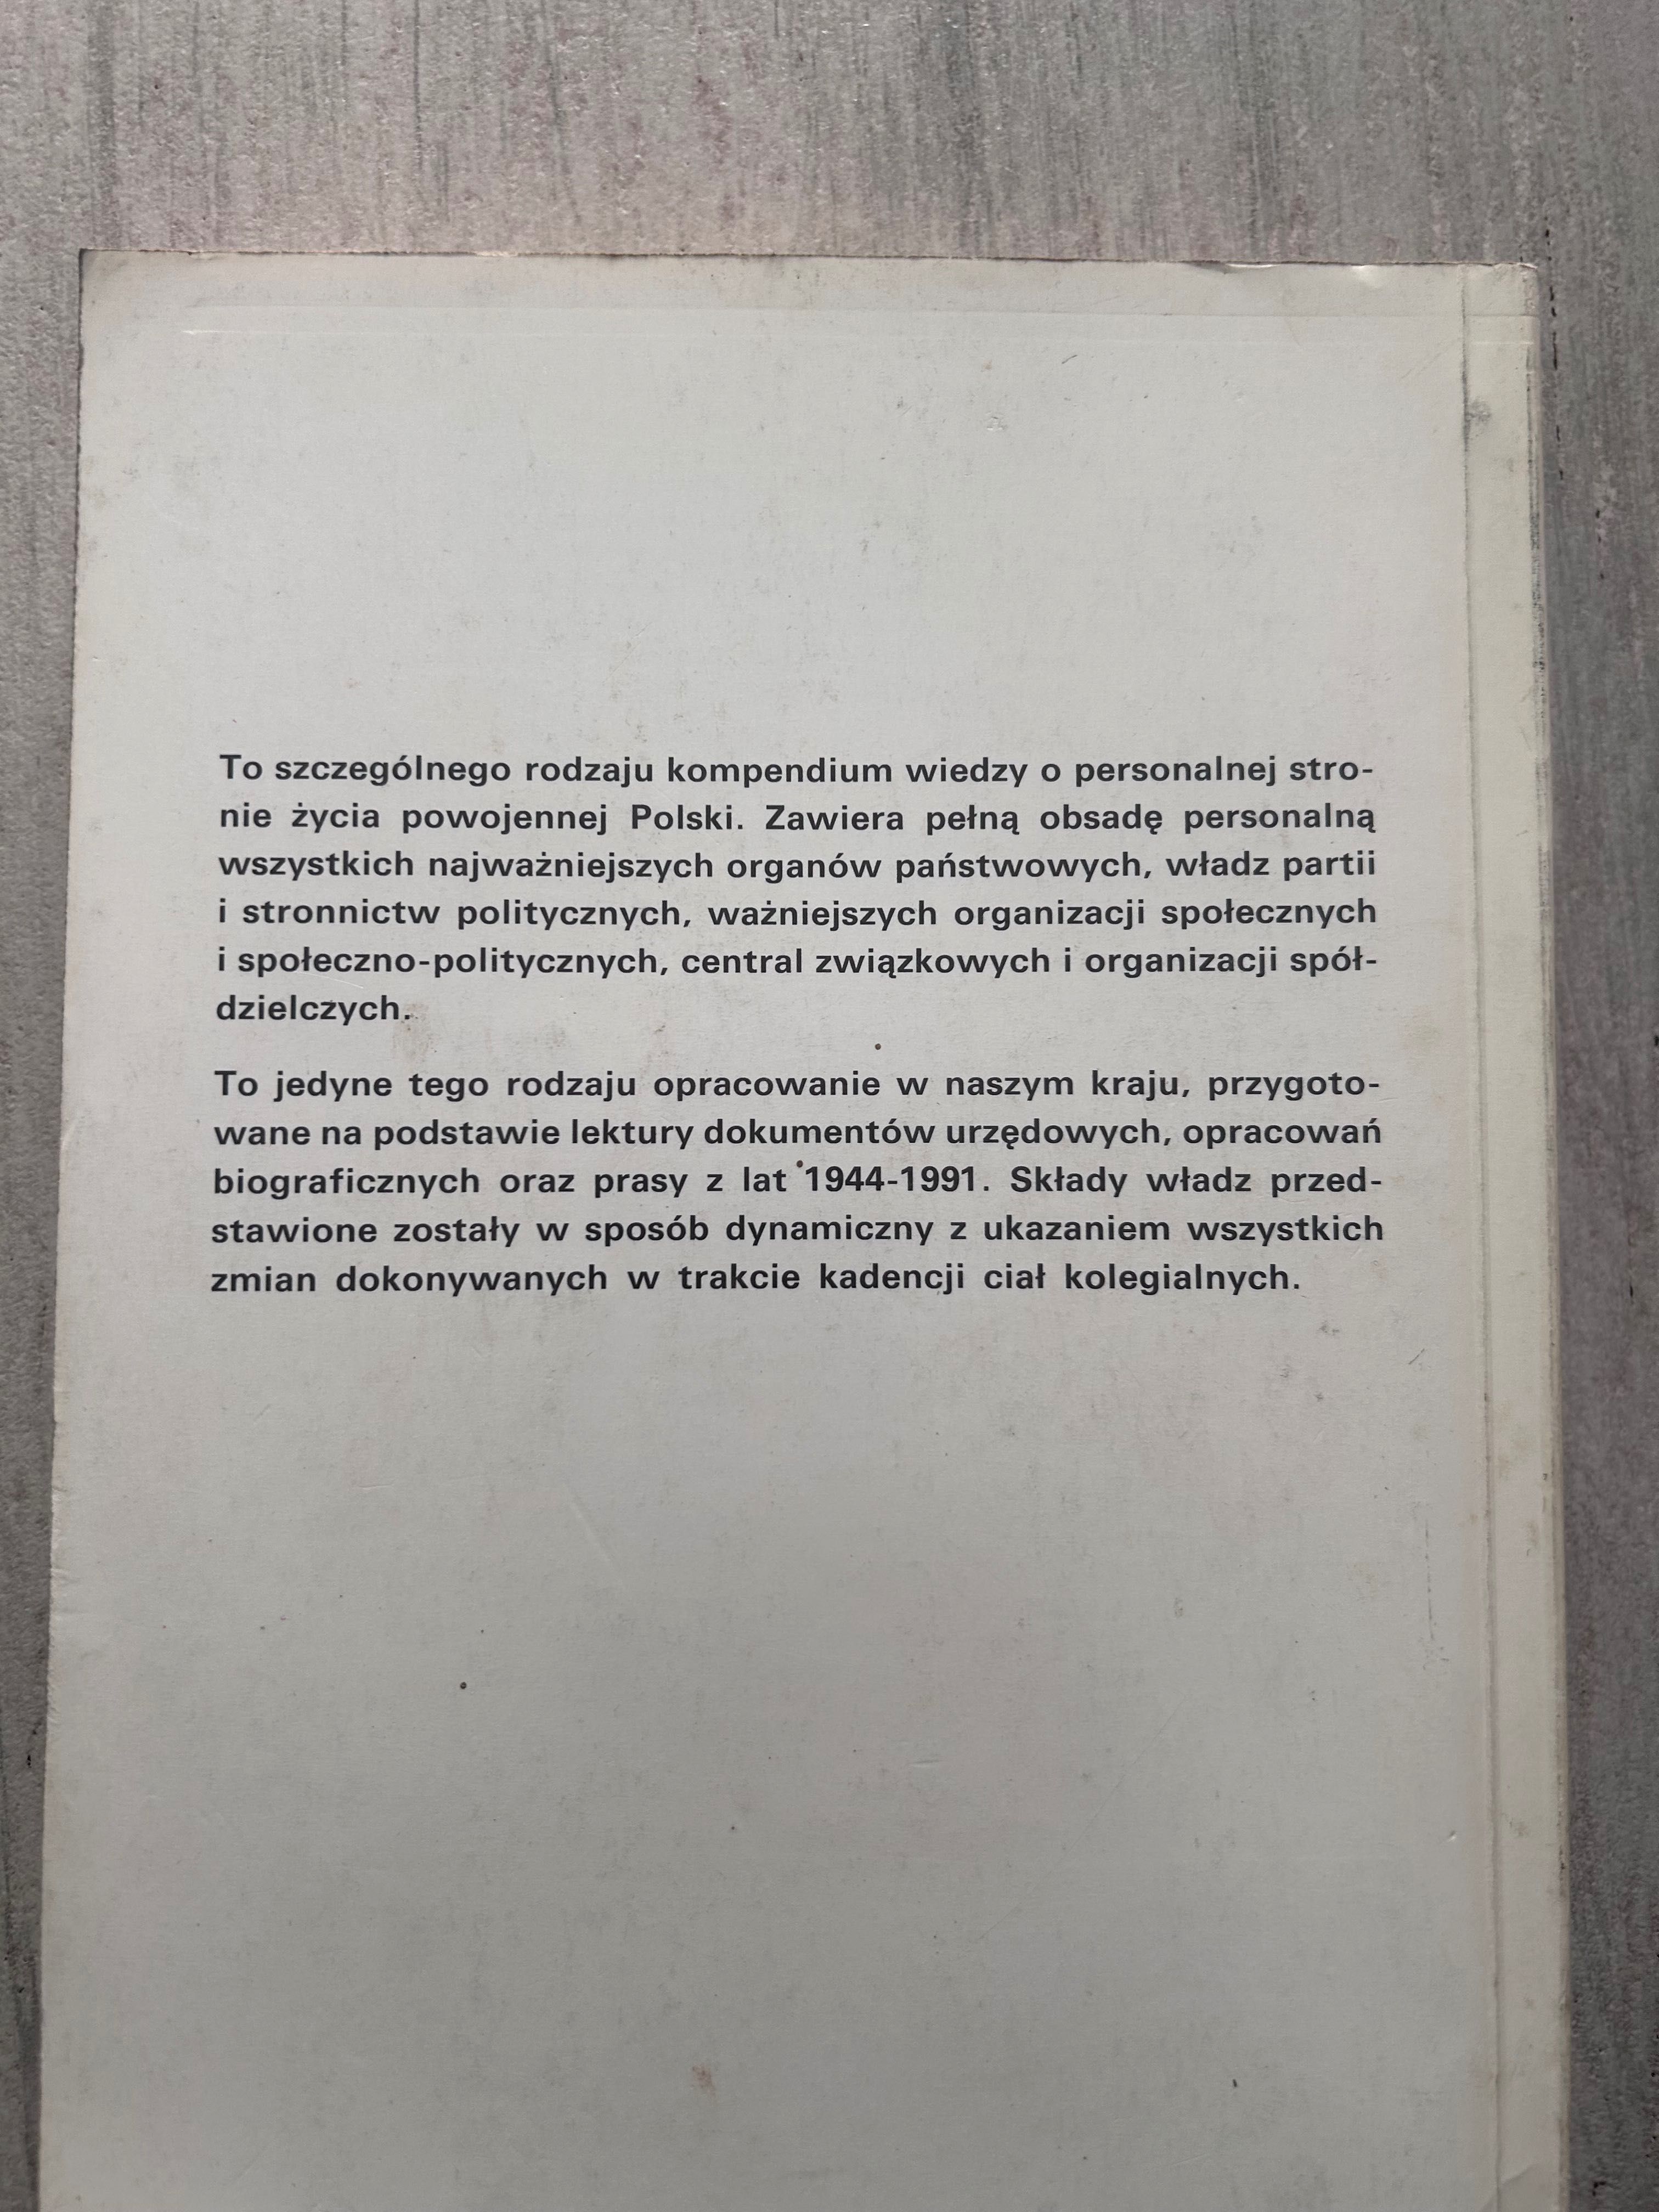 To szczególnego rodzaju kompendium wiedzy o personalnej stro-
nie życia powojennej Polski. Zawiera pełną obsadę personalną
wszystkich najważniejszych organów państwowych, władz partii
i stronnictw politycznych, ważniejszych organizacji społecznych
i społeczno-politycznych, central związkowych i organizacji spół-
dzielczych.
To jedyne tego rodzaju opracowanie w naszym kraju, przygoto-
wane na podstawie lektury dokumentów urzędowych, opracowań
biograficznych oraz prasy z lat 1944-1991. Składy władz przed-
stawione zostały w sposób dynamiczny z ukazaniem wszystkich
zmian dokonywanych w trakcie kadencji ciał kolegialnych.